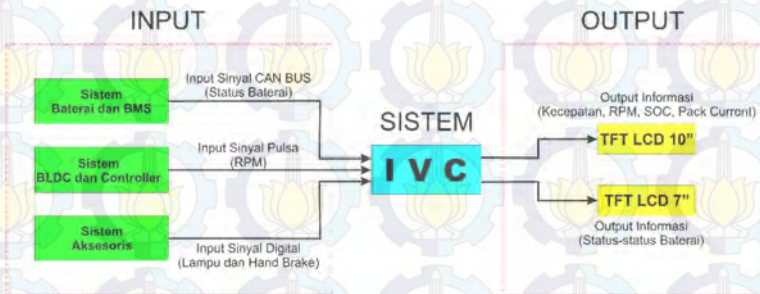 INPUT
OUTPUT
Sistem
Baterai dan BMS
Input Sinyal CAN BUS
(Status Baterai)
Sistem
BLDC dan Controller
Input Sinyal Pulsa
(RPM)
Sistem
Aksesoris
Input Sinyal Digital
(Lampu dan Hand Brake)
SISTEM
I V C
Output Informasi
(Kecepatan, RPM, SOC, Pack Current)
TFT LCD 10"
TFT LCD 7"
Output Informasi
(Status-status Baterai)